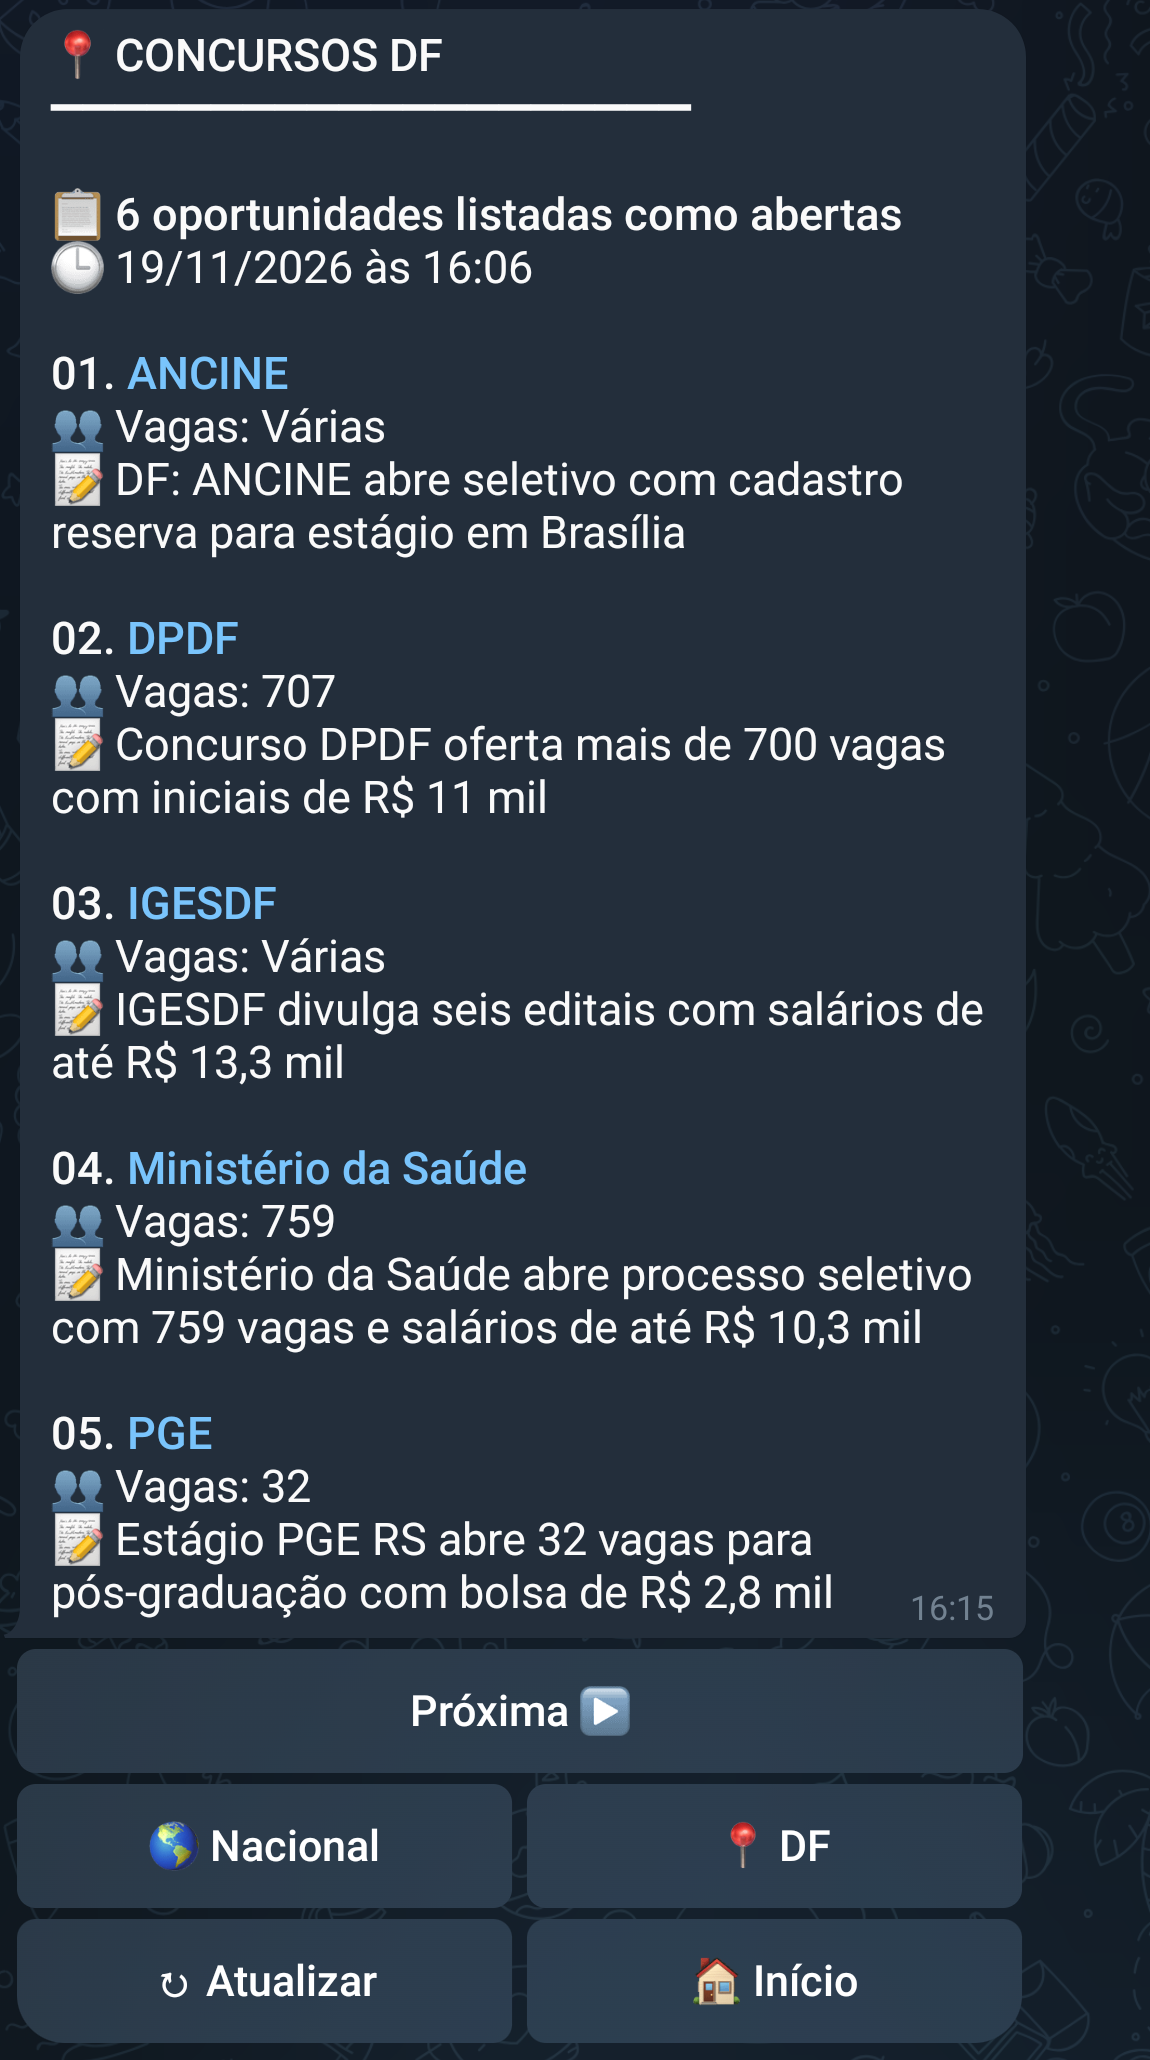 📍 CONCURSOS DF
📋 6 oportunidades listadas como abertas
🕒 19/11/2026 às 16:06
01. ANCINE
👥 Vagas: Várias
📝 DF: ANCINE abre seletivo com cadastro
reserva para estágio em Brasília
02. DPDF
👥 Vagas: 707
📝 Concurso DPDF oferta mais de 700 vagas
com iniciais de R$ 11 mil
03. IGESDF
👥 Vagas: Várias
📝 IGESDF divulga seis editais com salários de
até R$ 13,3 mil
04. Ministério da Saúde
👥 Vagas: 759
📝 Ministério da Saúde abre processo seletivo
com 759 vagas e salários de até R$ 10,3 mil
05. PGE
👥 Vagas: 32
📝 Estágio PGE RS abre 32 vagas para
pós-graduação com bolsa de R$ 2,8 mil
16:15
Próxima ▶️
🌎 Nacional
📍 DF
↻ Atualizar
🏠 Início